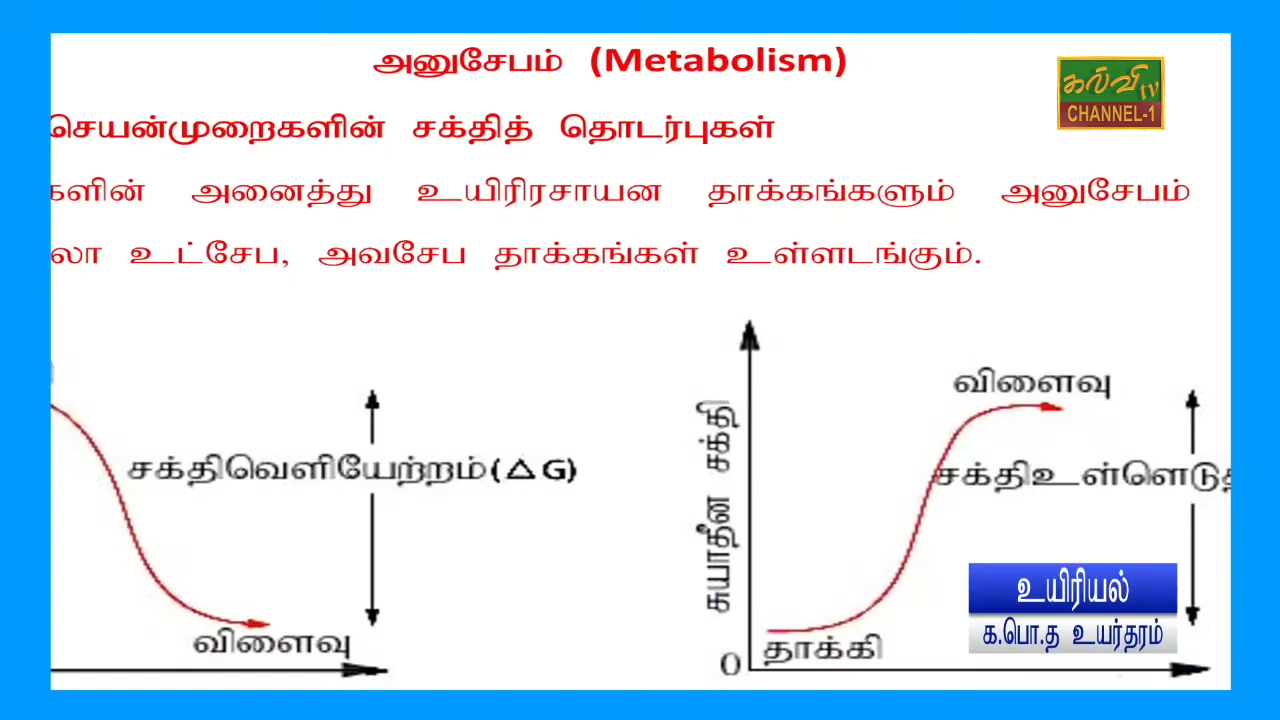 அனுசேபம் (Metabolism)
கல்வி TV
CHANNEL-1
செயன்முறைகளின் சக்தித் தொடர்புகள்
களின் அனைத்து உயிரிரசாயன தாக்கங்களும் அனுசேபம்
லா உட்சேப, அவசேப தாக்கங்கள் உள்ளடங்கும்.
சக்திவெளியேற்றம்(△G)
விளைவு
சுயாதீன சக்தி
விளைவு
சக்திஉள்ளெடுத
0
தாக்கி
உயிரியல்
க.பொ.த உயர்தரம்